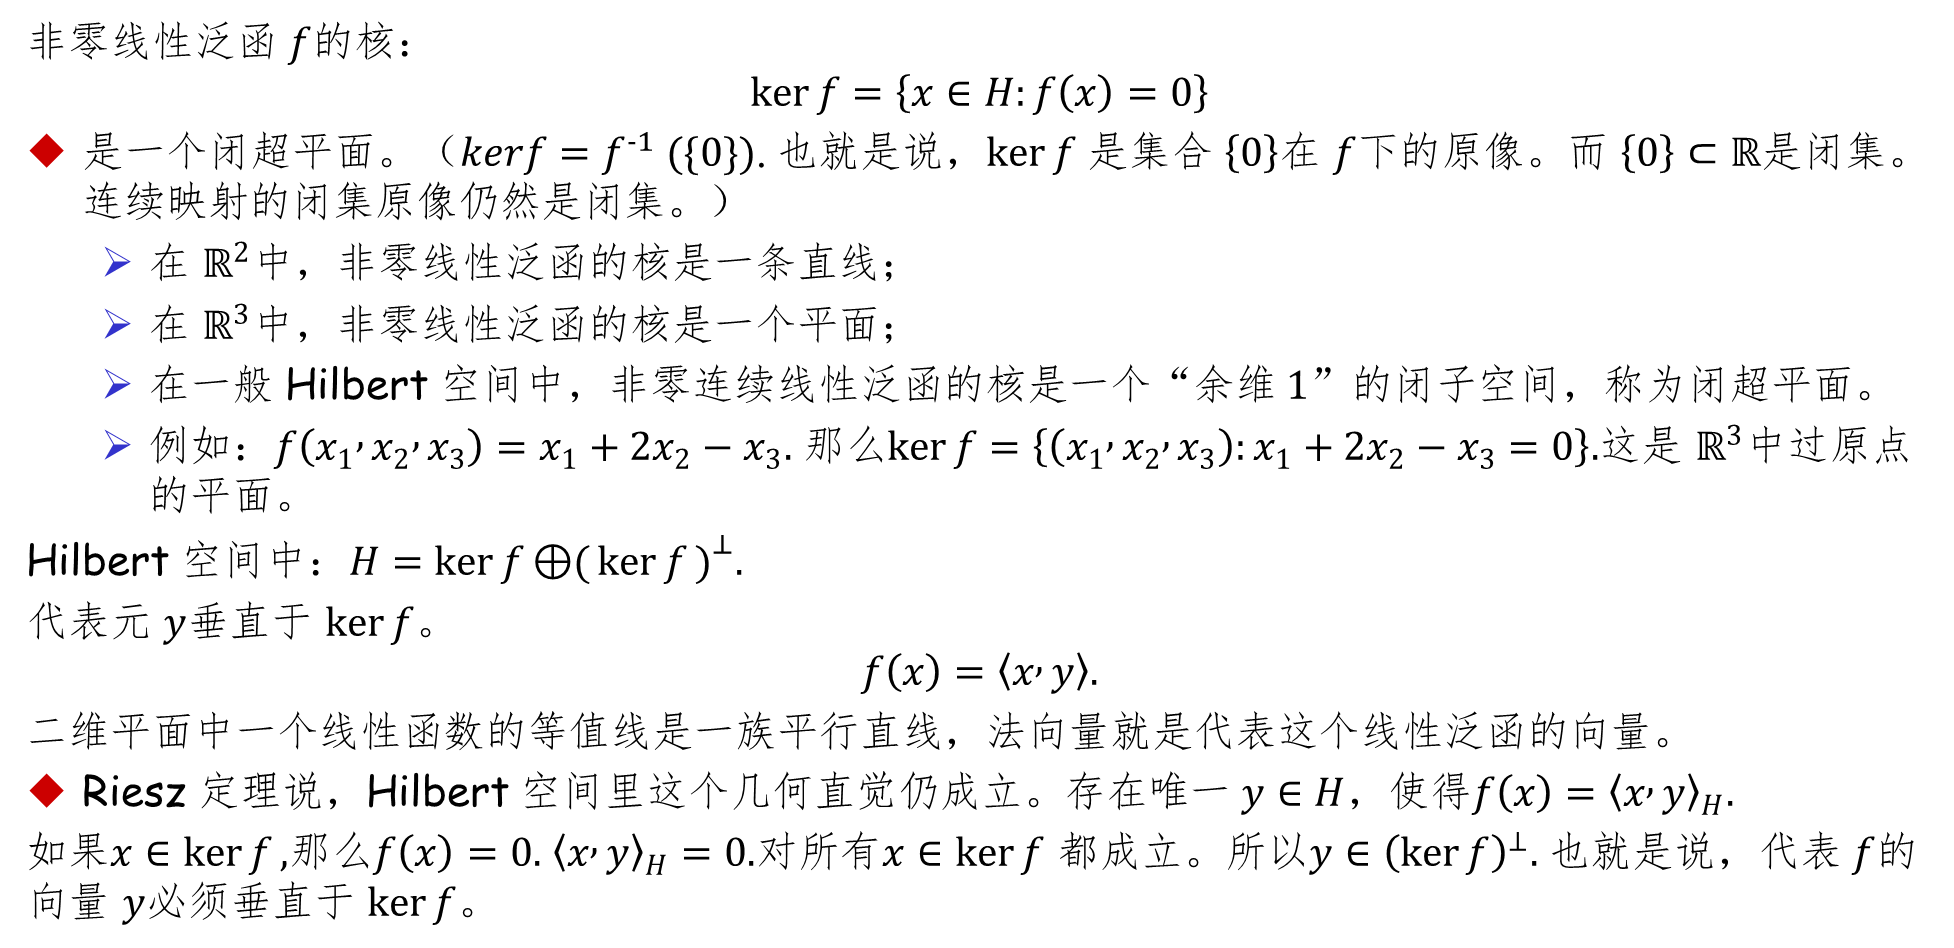 非零线性泛函 f的核：
ker f = {x ∈ H: f(x) = 0}
◆ 是一个闭超平面。（kerf = f⁻¹ ({0}). 也就是说，ker f 是集合 {0}在 f下的原像。而 {0} ⊂ ℝ是闭集。
连续映射的闭集原像仍然是闭集。）
➢ 在 ℝ²中，非零线性泛函的核是一条直线；
➢ 在 ℝ³中，非零线性泛函的核是一个平面；
➢ 在一般 Hilbert 空间中，非零连续线性泛函的核是一个“余维 1”的闭子空间，称为闭超平面。
➢ 例如：f(x₁, x₂, x₃) = x₁ + 2x₂ − x₃. 那么ker f = {(x₁, x₂, x₃): x₁ + 2x₂ − x₃ = 0}.这是 ℝ³中过原点
的平面。
Hilbert 空间中：H = ker f ⊕( ker f )^⊥.
代表元 y垂直于 ker f。
f(x) = ⟨x, y⟩.
二维平面中一个线性函数的等值线是一族平行直线，法向量就是代表这个线性泛函的向量。
◆ Riesz 定理说，Hilbert 空间里这个几何直觉仍成立。存在唯一 y ∈ H，使得f(x) = ⟨x, y⟩_H.
如果x ∈ ker f ,那么f(x) = 0. ⟨x, y⟩_H = 0.对所有x ∈ ker f 都成立。所以y ∈ (ker f)^⊥. 也就是说，代表 f的
向量 y必须垂直于 ker f。